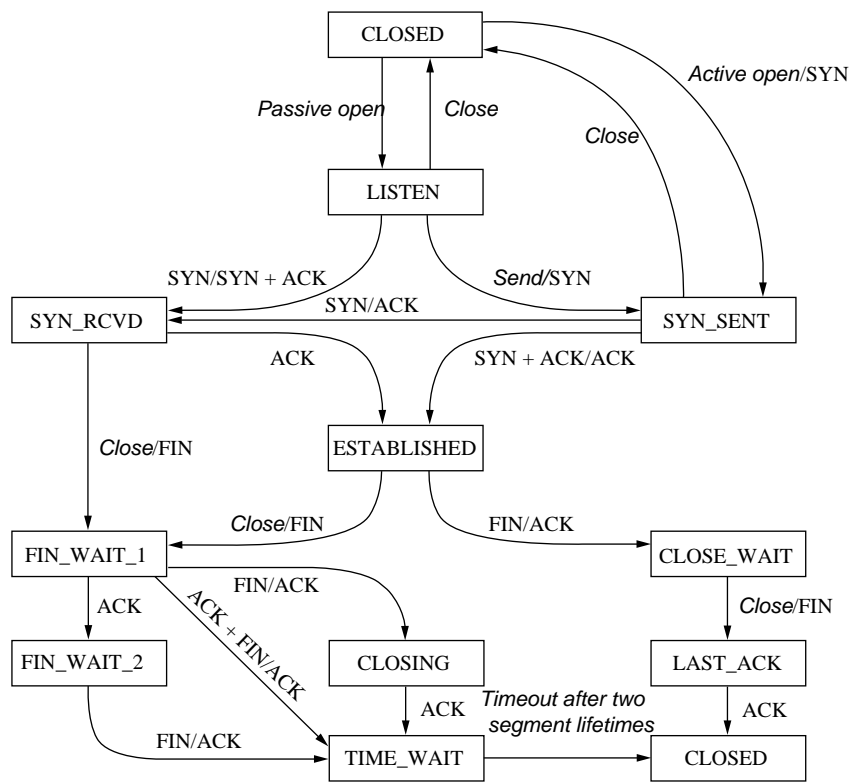 CLOSED
Active open/SYN
Passive open
Close
Close
LISTEN
SYN/SYN + ACK
Send/SYN
SYN/ACK
SYN_RCVD
SYN_SENT
ACK
SYN + ACK/ACK
Close/FIN
ESTABLISHED
Close/FIN
FIN/ACK
FIN_WAIT_1
CLOSE_WAIT
FIN/ACK
ACK
ACK + FIN/ACK
Close/FIN
FIN_WAIT_2
CLOSING
LAST_ACK
ACK
Timeout after two
segment lifetimes
ACK
FIN/ACK
TIME_WAIT
CLOSED